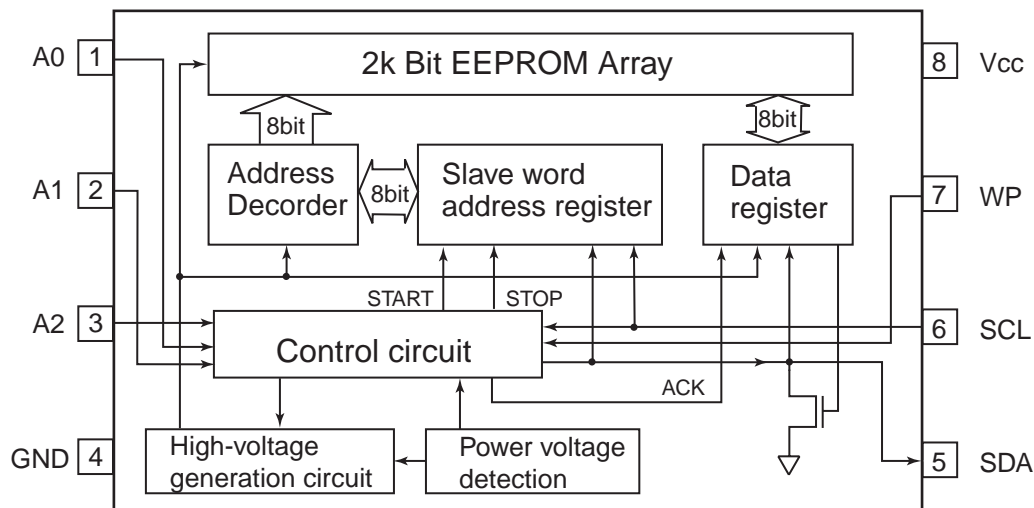 2k Bit EEPROM Array
A0 1
8 Vcc
8bit
8bit
Address
Decorder
8bit
Slave word
address register
Data
register
A1 2
7 WP
START
STOP
A2 3
6 SCL
Control circuit
ACK
GND 4
High-voltage
generation circuit
Power voltage
detection
5 SDA